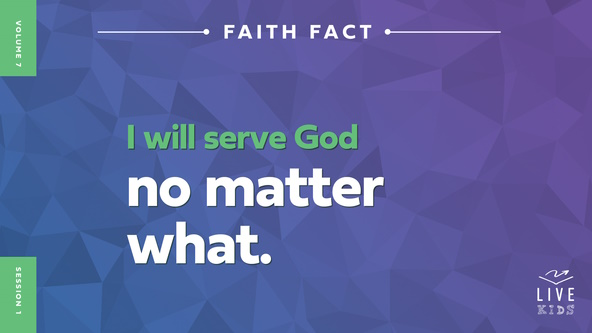 VOLUME 7
FAITH FACT
I will serve God
no matter
what.
SESSION 1
LIVE
KIDS